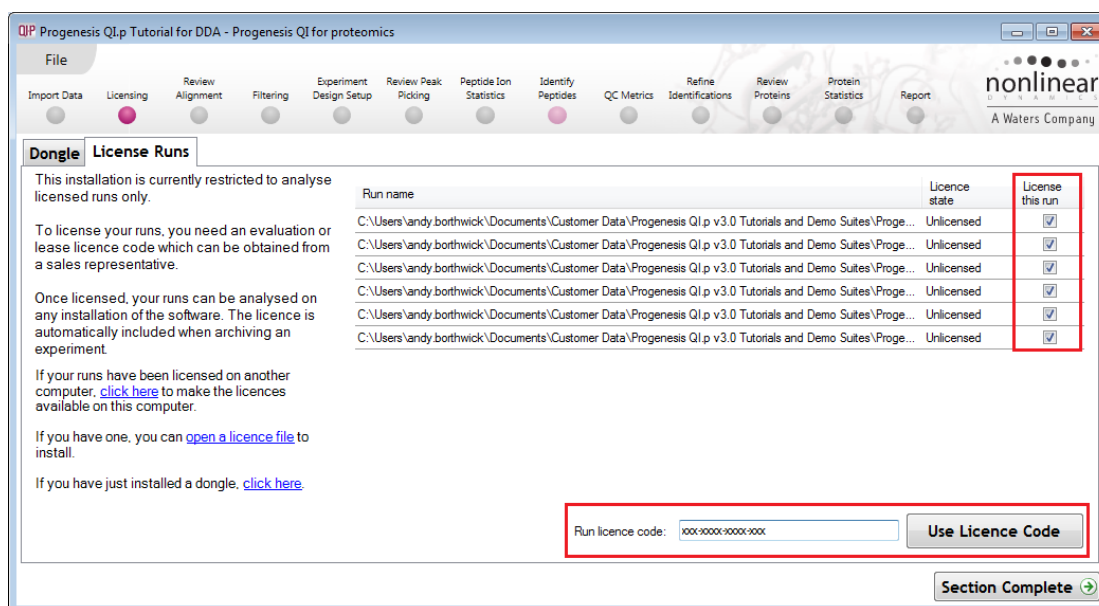 QIP Progenesis QI.p Tutorial for DDA - Progenesis QI for proteomics
File
Import Data
Licensing
Review
Alignment
Filtering
Experiment
Design Setup
Review Peak
Picking
Peptide Ion
Statistics
Identify
Peptides
QC Metrics
Refine
Identifications
Review
Proteins
Protein
Statistics
Report
nonlinear
DYNAMICS
A Waters Company
Dongle
License Runs
This installation is currently restricted to analyse
licensed runs only.
To license your runs, you need an evaluation or
lease licence code which can be obtained from
a sales representative.
Once licensed, your runs can be analysed on
any installation of the software. The licence is
automatically included when archiving an
experiment.
If your runs have been licensed on another
computer, click here to make the licences
available on this computer.
If you have one, you can open a licence file to
install.
If you have just installed a dongle, click here.
Run name
Licence
state
License
this run
C:\Users\andy.borthwick\Documents\Customer Data\Progenesis QI.p v3.0 Tutorials and Demo Suites\Proge... Unlicensed
C:\Users\andy.borthwick\Documents\Customer Data\Progenesis QI.p v3.0 Tutorials and Demo Suites\Proge... Unlicensed
C:\Users\andy.borthwick\Documents\Customer Data\Progenesis QI.p v3.0 Tutorials and Demo Suites\Proge... Unlicensed
C:\Users\andy.borthwick\Documents\Customer Data\Progenesis QI.p v3.0 Tutorials and Demo Suites\Proge... Unlicensed
C:\Users\andy.borthwick\Documents\Customer Data\Progenesis QI.p v3.0 Tutorials and Demo Suites\Proge... Unlicensed
C:\Users\andy.borthwick\Documents\Customer Data\Progenesis QI.p v3.0 Tutorials and Demo Suites\Proge... Unlicensed
Run licence code: xxx-xxxx-xxxx-xxx Use Licence Code
Section Complete